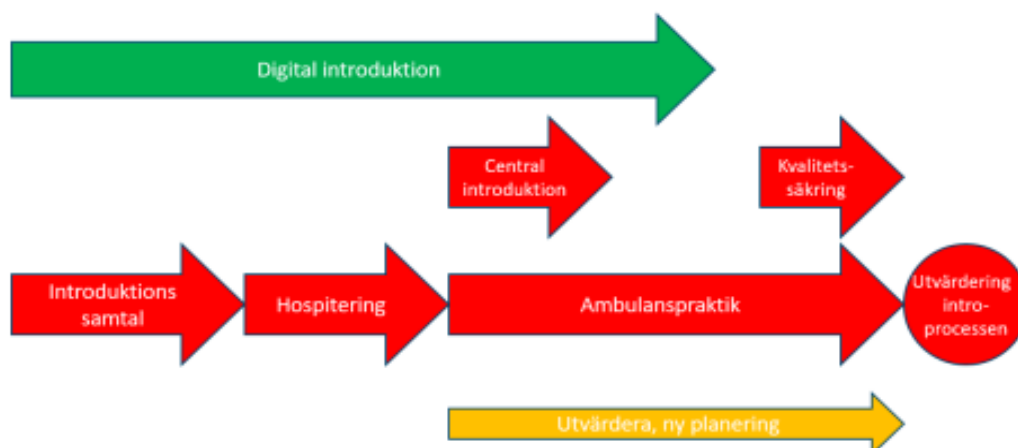 Digital introduktion
Central
introduktion
Kvalitets-
säkring
Introduktions
samtal
Hospitering
Ambulanspraktik
Utvärdering
intro-
processen
Utvärdera, ny planering